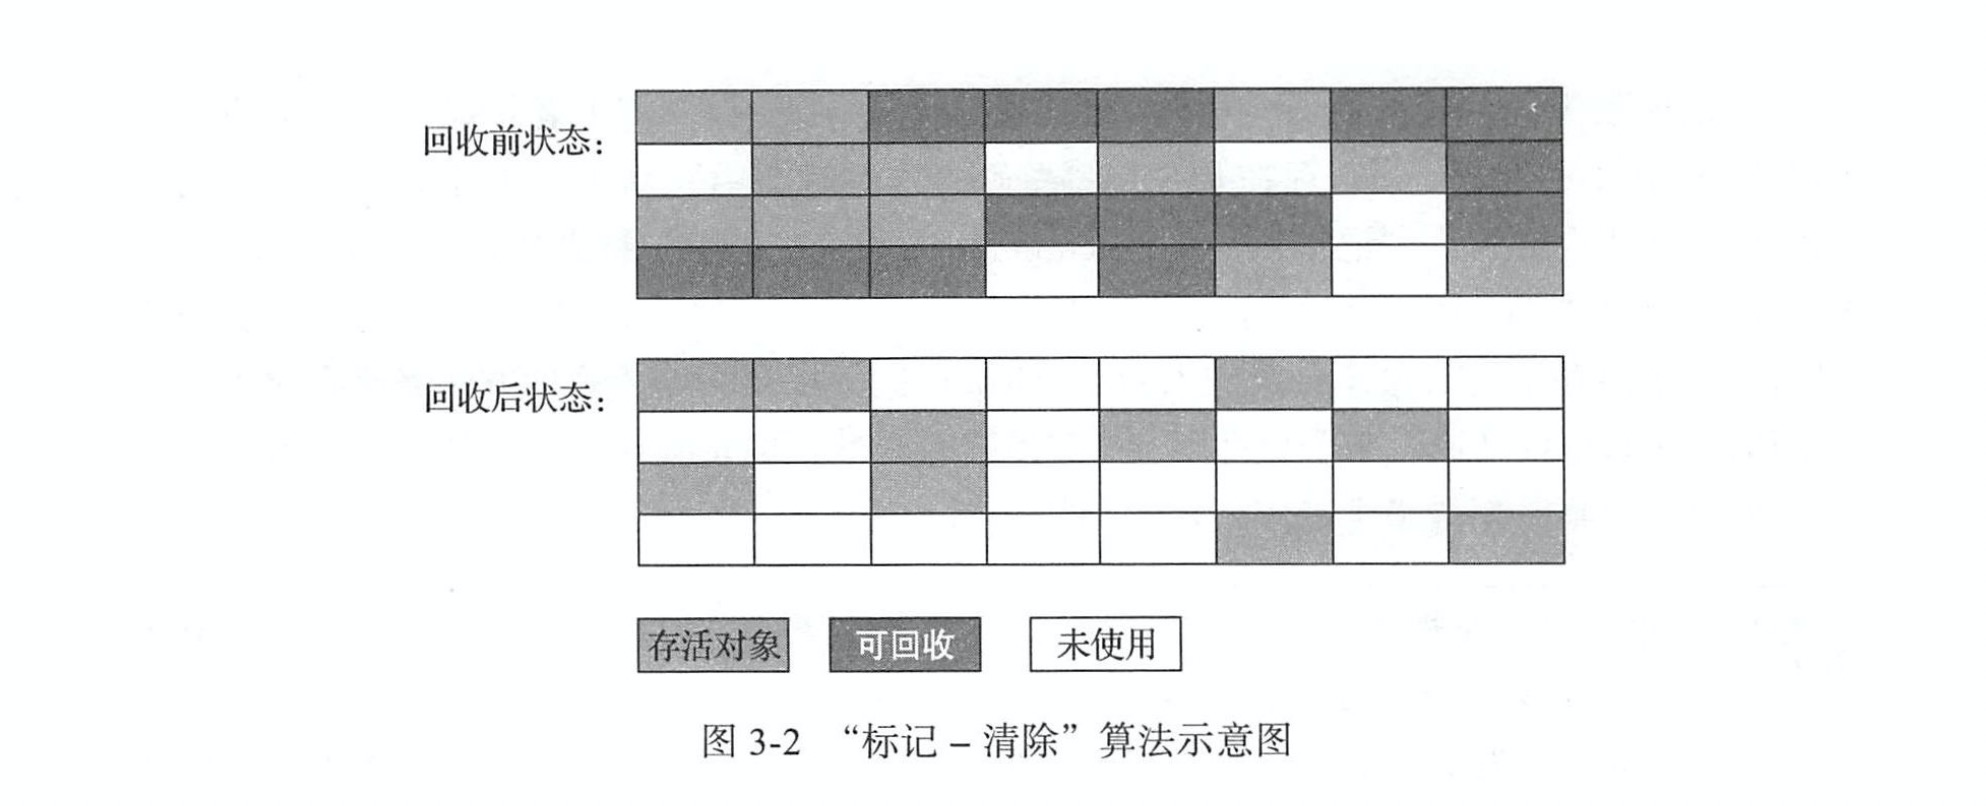 回收前状态：
回收后状态：
存活对象 可回收 未使用
图 3-2 “标记 – 清除”算法示意图